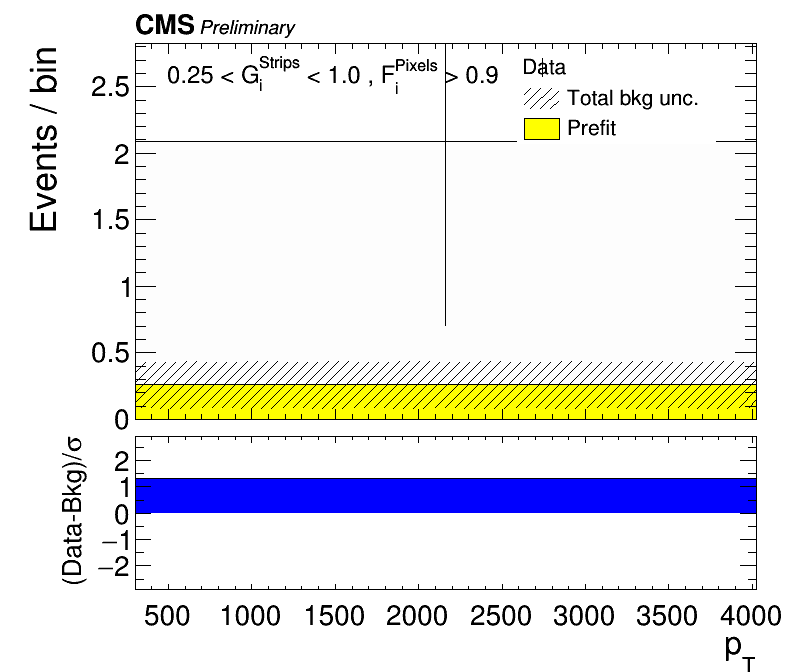 CMS Preliminary
0.25 < G_i^Strips < 1.0 , F_i^Pixels > 0.9
Data
Total bkg unc.
Prefit
Events / bin
2.5
2
1.5
1
0.5
0
(Data-Bkg)/σ
2
1
0
−1
−2
500 1000 1500 2000 2500 3000 3500 4000
p_T